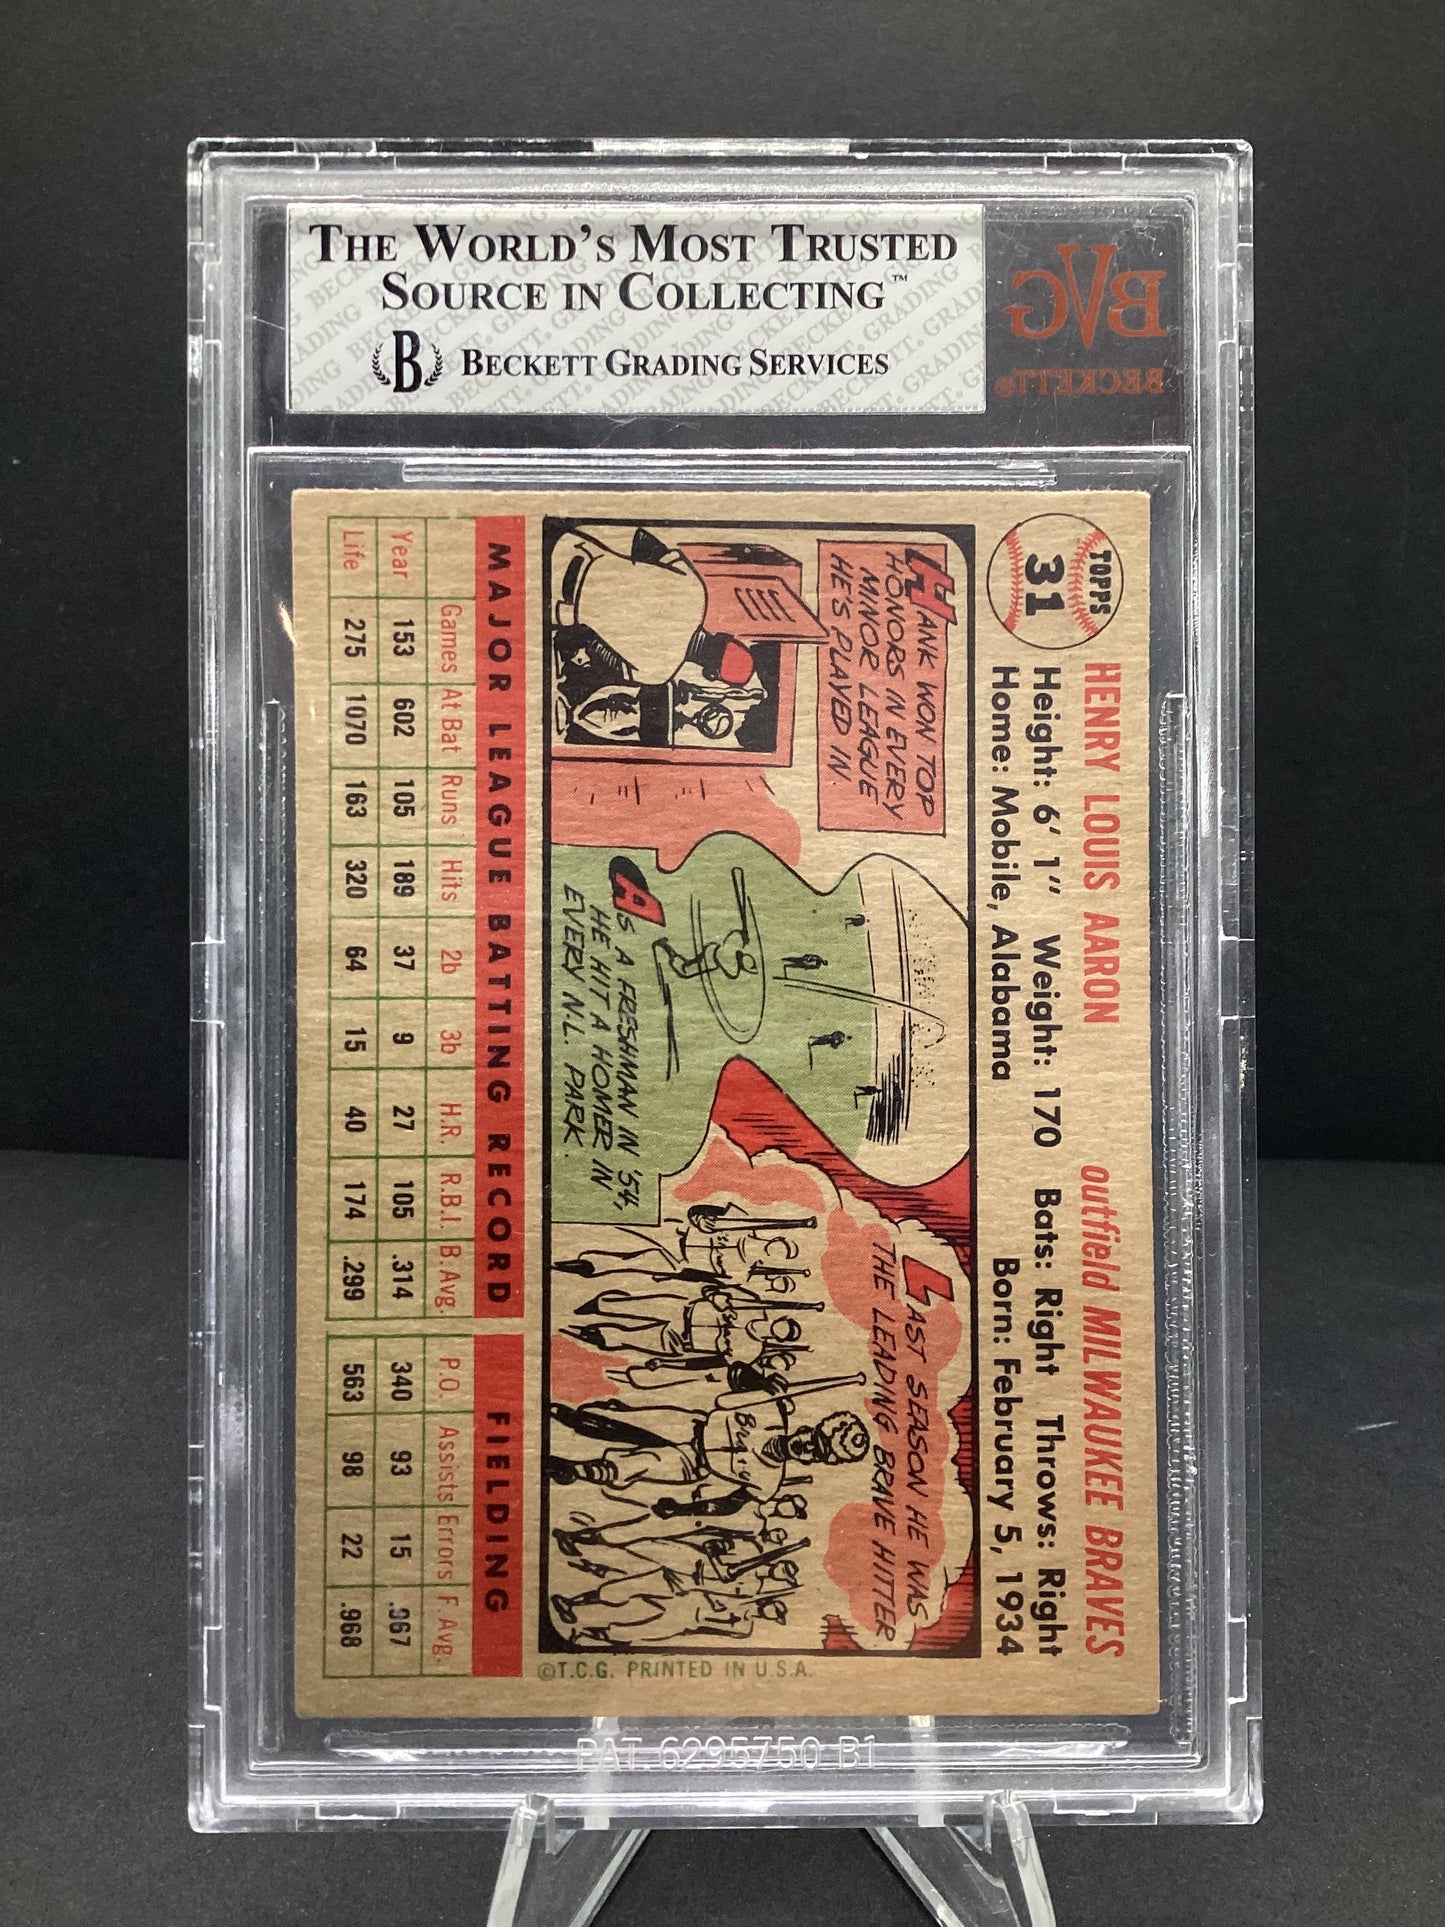 THE WORLD'S MOST TRUSTED
SOURCE IN COLLECTING™
B BECKETT GRADING SERVICES
BVG
BECKETT®
TOPPS
31
HENRY LOUIS AARON outfield MILWAUKEE BRAVES
Height: 6' 1" Weight: 170 Bats: Right Throws: Right
Home: Mobile, Alabama Born: February 5, 1934
HANK WON TOP
HONORS IN EVERY
MINOR LEAGUE
HE'S PLAYED IN.
AS A FRESHMAN IN '54,
HE HIT A HOMER IN
EVERY N.L. PARK.
LAST SEASON HE WAS
THE LEADING BRAVE HITTER
MAJOR LEAGUE BATTING RECORD FIELDING
Games At Bat Runs Hits 2b 3b H.R. R.B.I. B.Avg. P.O. Assists Errors F. Avg.
Year 153 602 105 189 37 9 27 105 .314 340 93 15 .967
Life 275 1070 163 320 64 15 40 174 .299 563 98 22 .968
©T.C.G. PRINTED IN U.S.A.
PAT. 6295750 B1